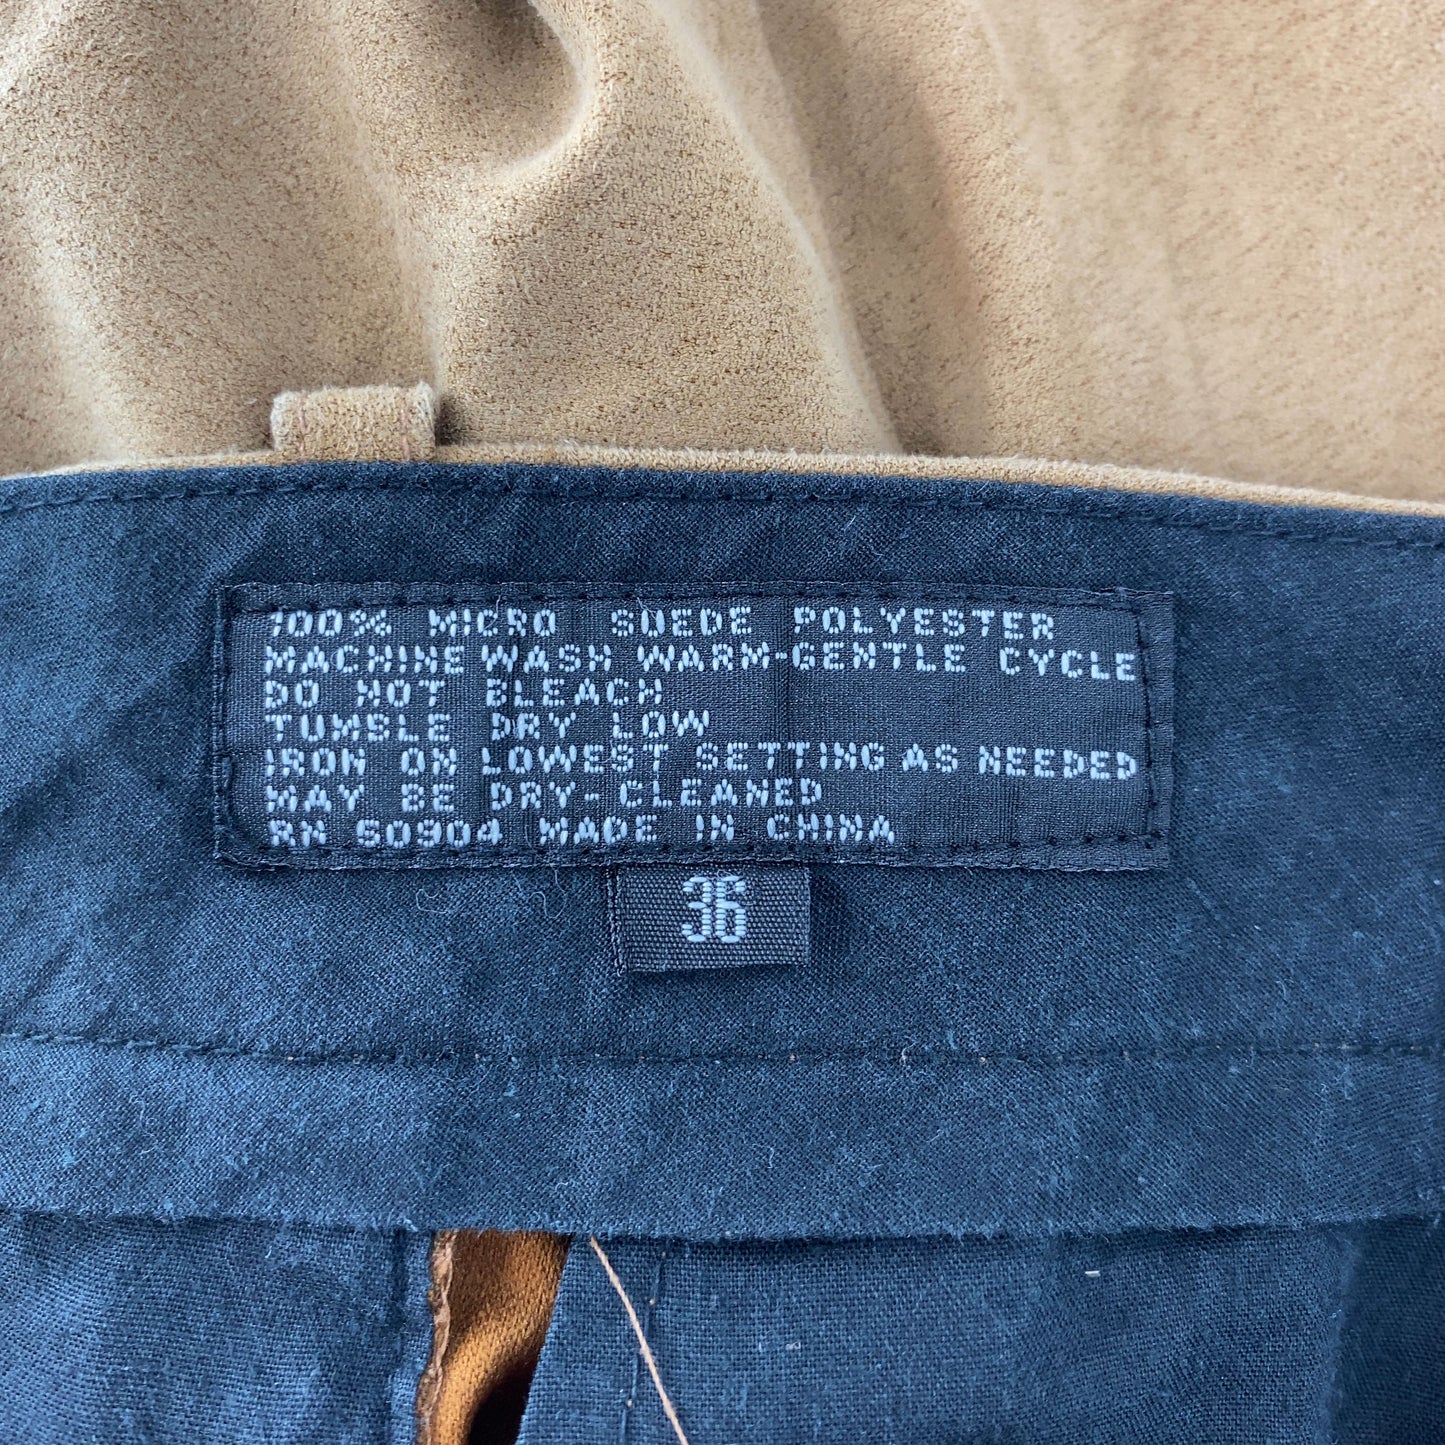 100% MICRO SUEDE POLYESTER
MACHINE WASH WARM-GENTLE CYCLE
DO NOT BLEACH
TUMBLE DRY LOW
IRON ON LOWEST SETTING AS NEEDED
MAY BE DRY-CLEANED
RN 60904 MADE IN CHINA
36